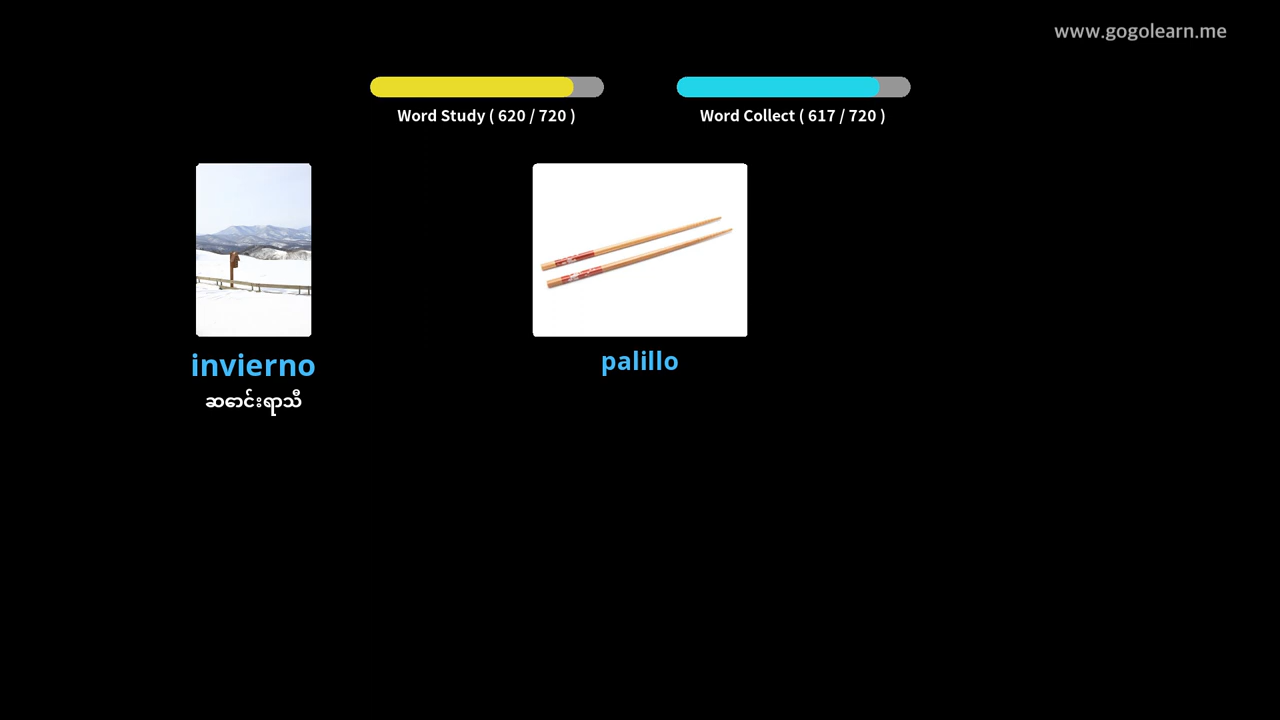 www.gogolearn.me
Word Study ( 620 / 720 )
Word Collect ( 617 / 720 )
invierno
palillo
ဆောင်းရာသီ